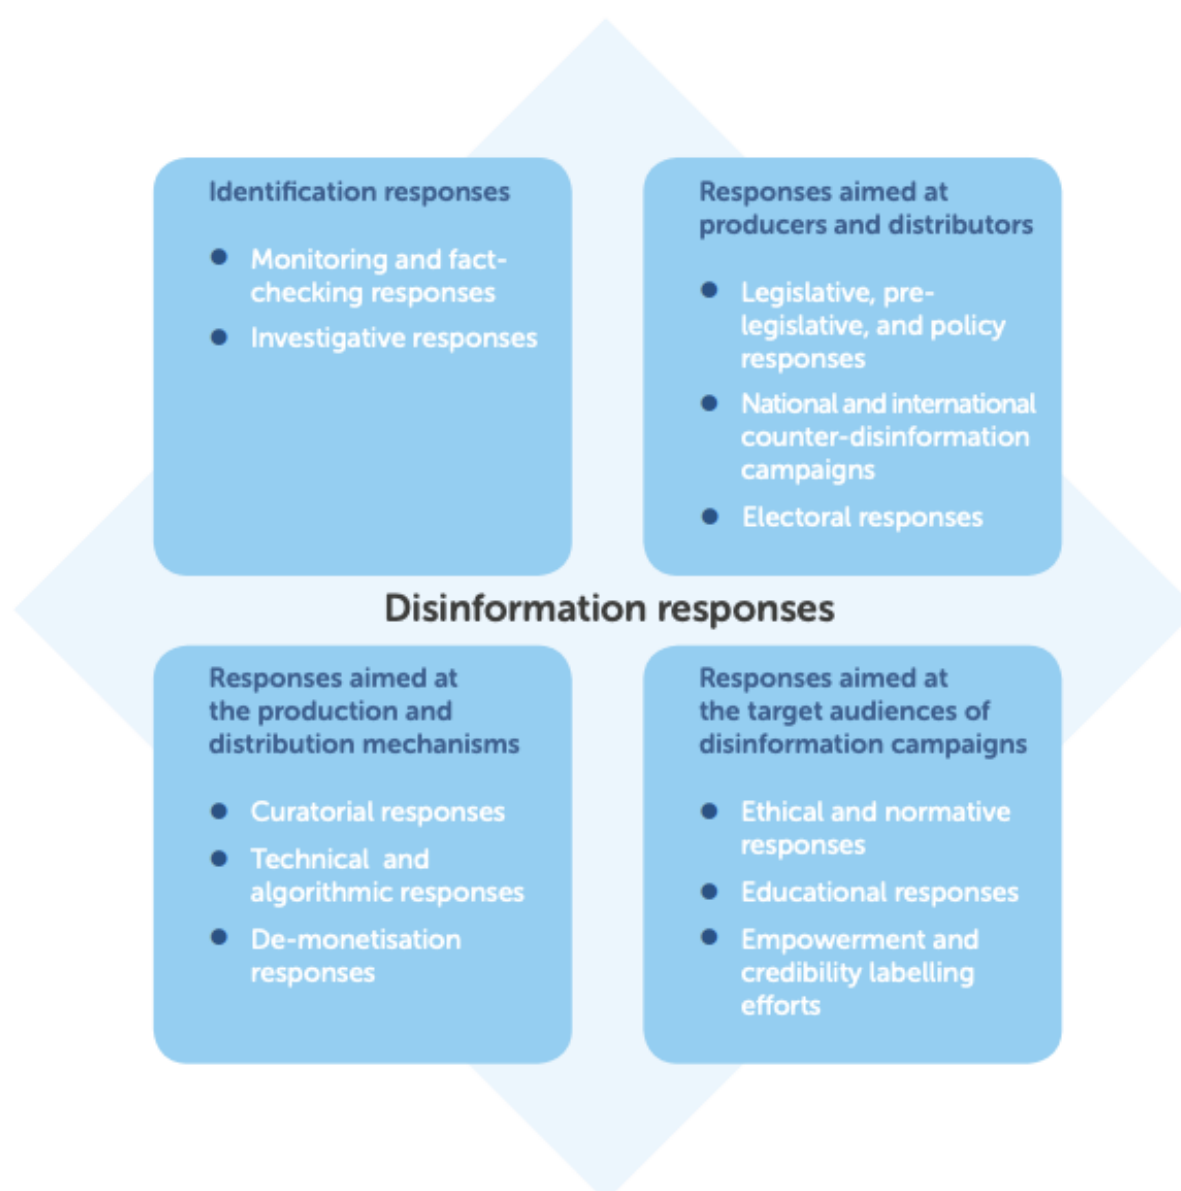 Identification responses
Monitoring and fact-
checking responses
Investigative responses
Responses aimed at
producers and distributors
Legislative, pre-
legislative, and policy
responses
National and international
counter-disinformation
campaigns
Electoral responses
Disinformation responses
Responses aimed at
the production and
distribution mechanisms
Curatorial responses
Technical and
algorithmic responses
De-monetisation
responses
Responses aimed at
the target audiences of
disinformation campaigns
Ethical and normative
responses
Educational responses
Empowerment and
credibility labelling
efforts